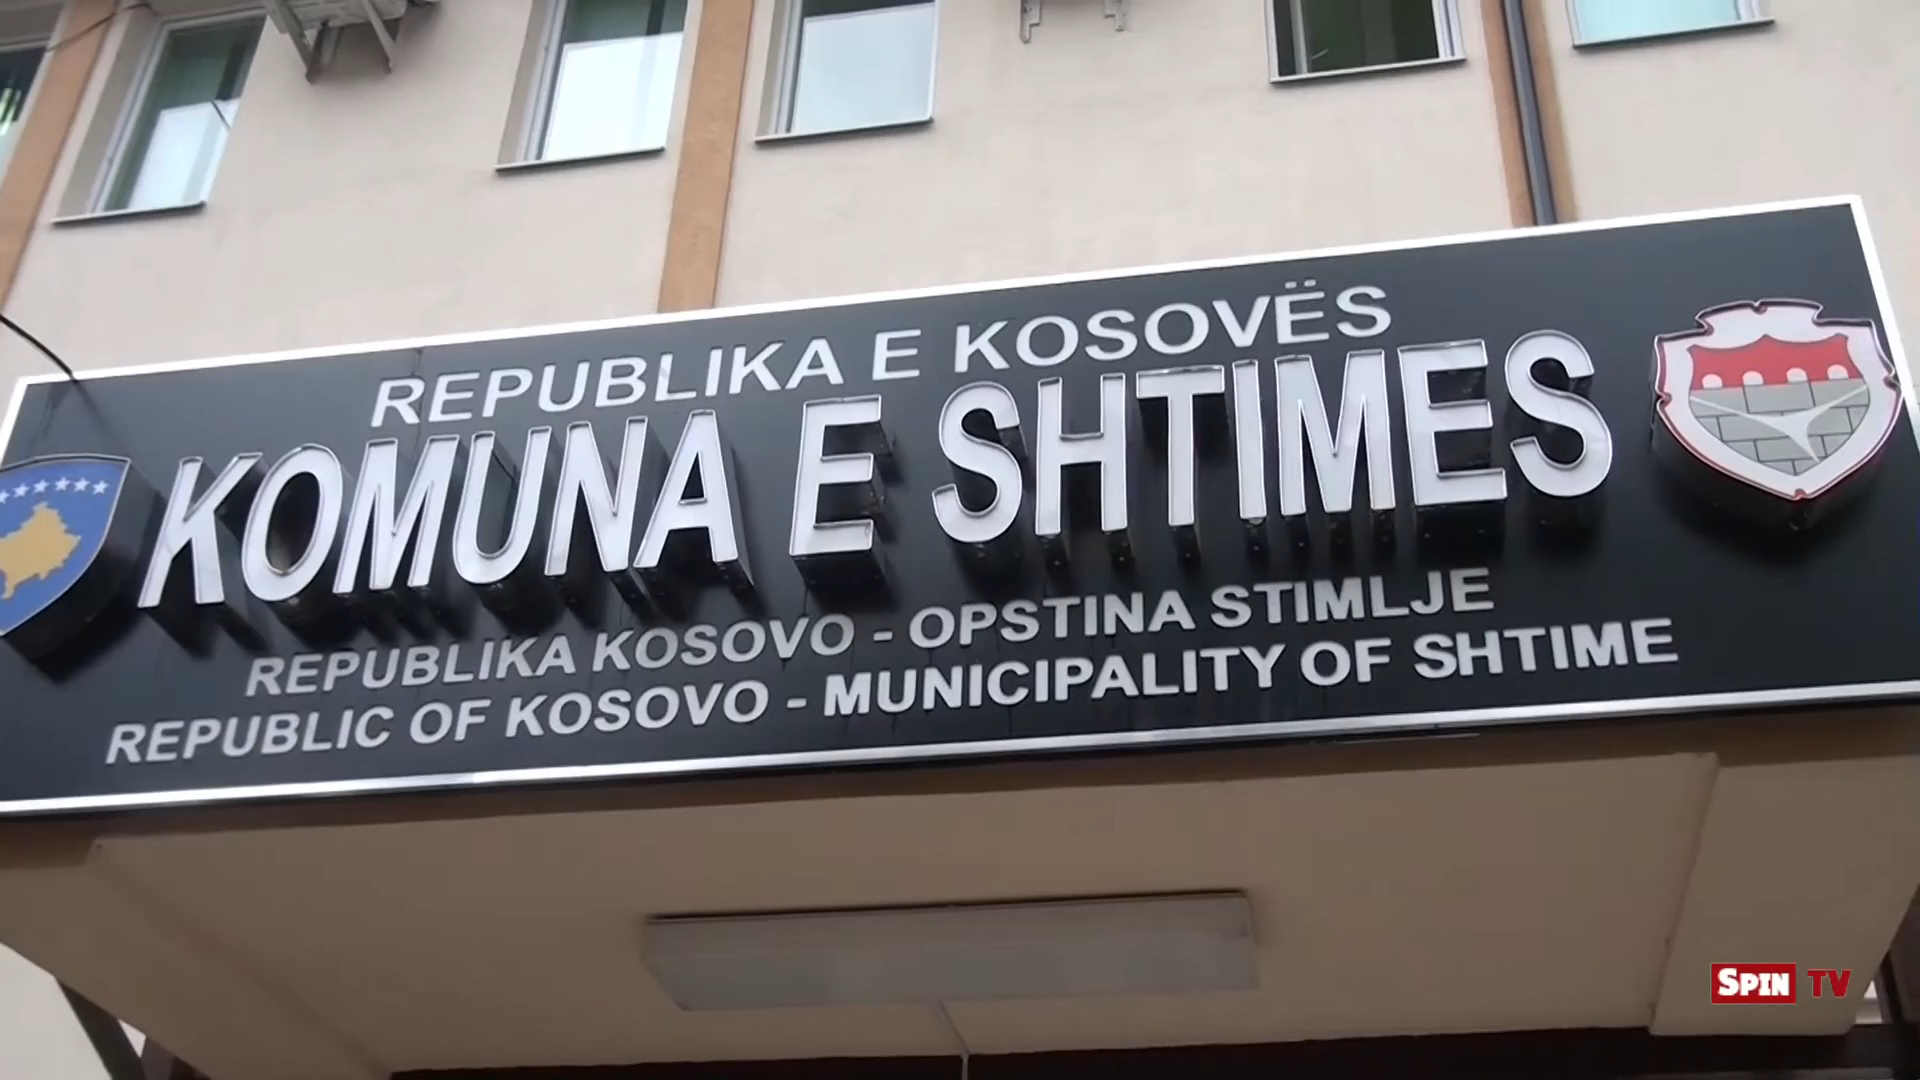 REPUBLIKA E KOSOVËS
KOMUNA E SHTIMES
REPUBLIKA KOSOVO - OPSTINA STIMLJE
REPUBLIC OF KOSOVO - MUNICIPALITY OF SHTIME
SPIN TV